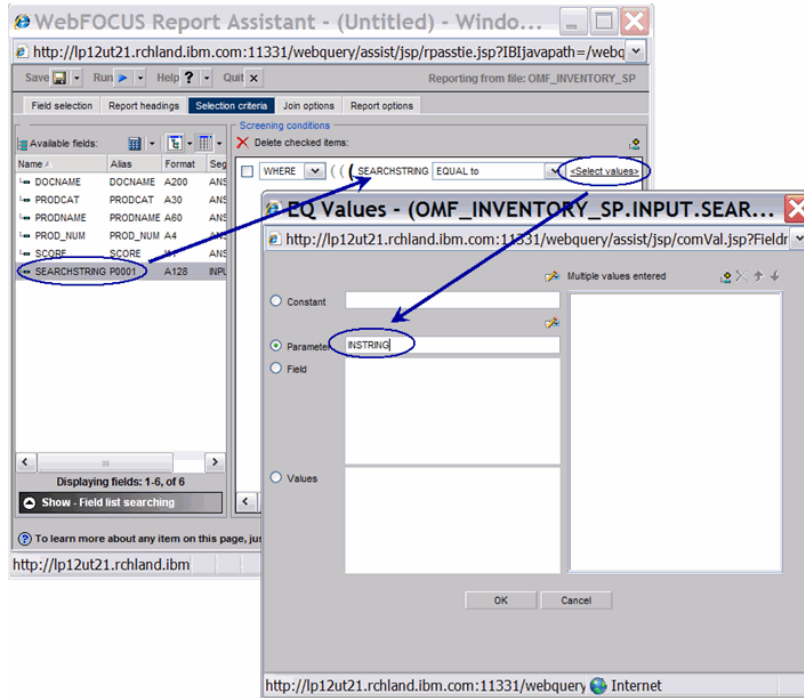 WebFOCUS Report Assistant - (Untitled) - Windo...
http://lp12ut21.rchland.ibm.com:11331/webquery/assist/jsp/rpasstie.jsp?IBIjavapath=/webq
Save Run Help ? Quit x Reporting from file: OMF_INVENTORY_SP
Field selection Report headings Selection criteria Join options Report options
Available fields:
Screening conditions
Delete checked items:
Name Alias Format Seg
DOCNAME DOCNAME A200 ANS
PRODCAT PRODCAT A30 ANS
PRODNAME PRODNAME A60 ANS
PROD_NUM PROD_NUM A4 ANS
SCORE SCORE ANS
SEARCHSTRING P0001 A128 INPU
WHERE ( ( ( SEARCHSTRING EQUAL to <Select values>
Displaying fields: 1-6, of 6
Show - Field list searching
To learn more about any item on this page, jus
http://lp12ut21.rchland.ibm
EQ Values - (OMF_INVENTORY_SP.INPUT.SEAR...
http://lp12ut21.rchland.ibm.com:11331/webquery/assist/jsp/comVal.jsp?Fieldr
Multiple values entered
Constant
Parameter INSTRING
Field
Values
OK Cancel
http://lp12ut21.rchland.ibm.com:11331/webquery Internet